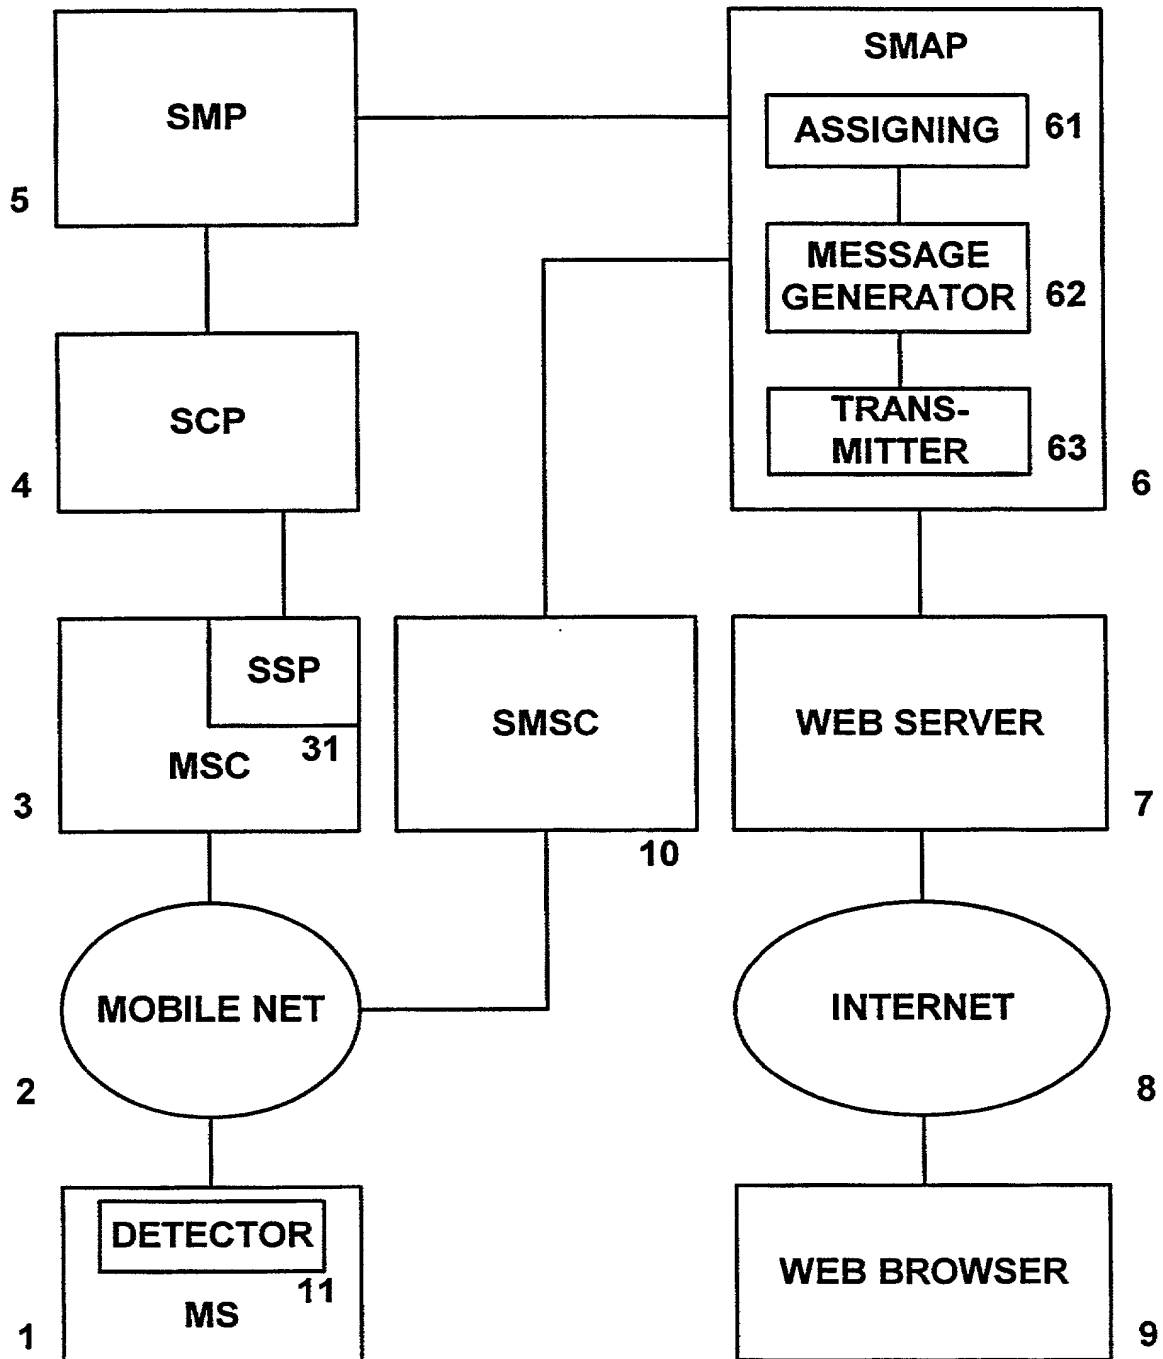 SMP
5
SMAP
ASSIGNING
61
MESSAGE
GENERATOR
62
TRANS-
MITTER
63
6
SCP
4
SSP
31
MSC
3
SMSC
10
WEB SERVER
7
MOBILE NET
2
INTERNET
8
DETECTOR
11
MS
1
WEB BROWSER
9